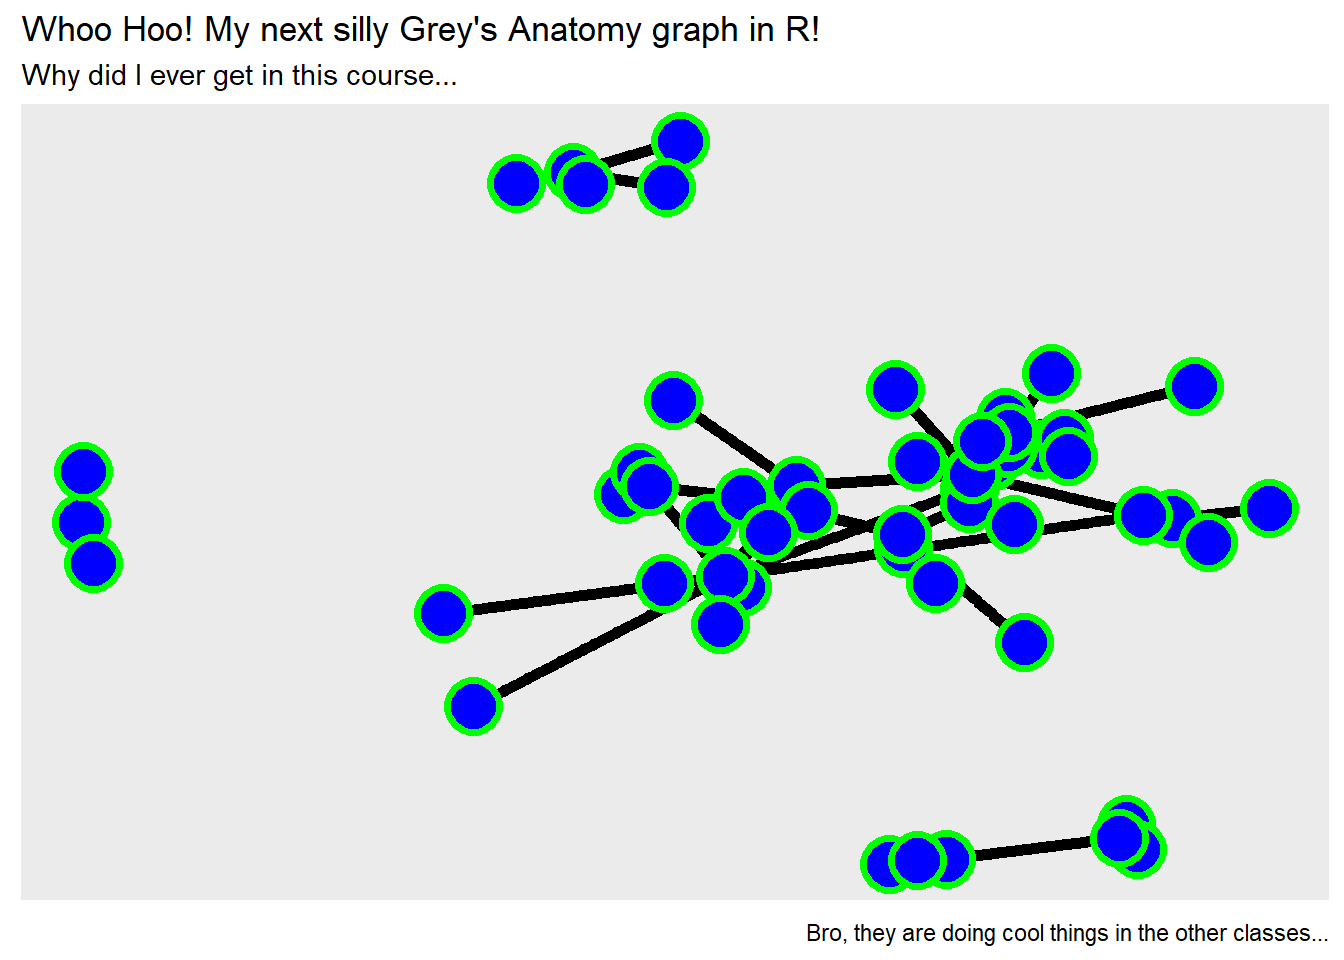 Whoo Hoo! My next silly Grey's Anatomy graph in R!
Why did I ever get in this course...
Bro, they are doing cool things in the other classes...